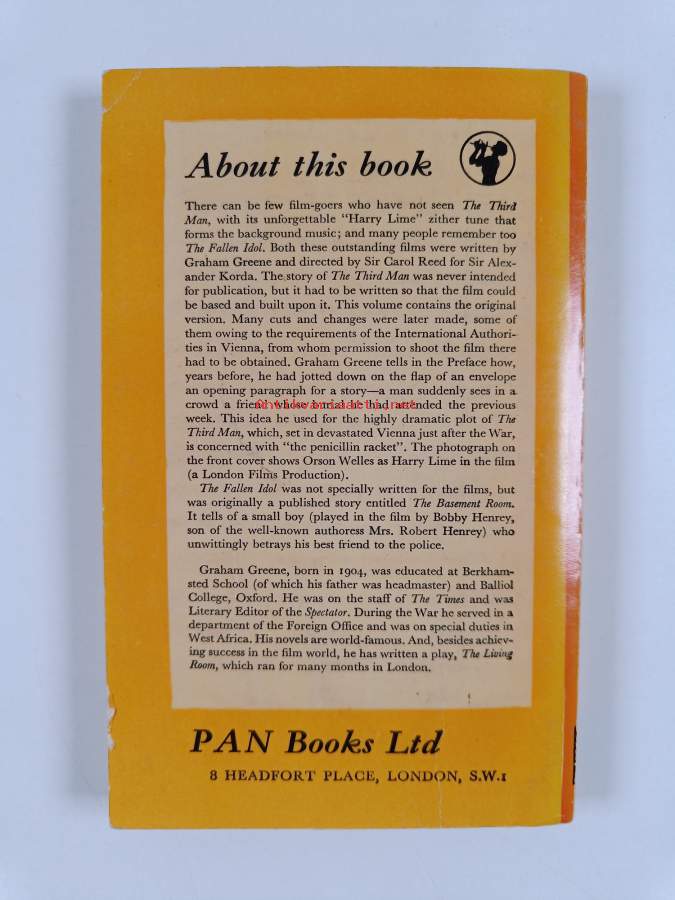 About this book
There can be few film-goers who have not seen The Third
Man, with its unforgettable "Harry Lime" zither tune that
forms the background music; and many people remember too
The Fallen Idol. Both these outstanding films were written by
Graham Greene and directed by Sir Carol Reed for Sir Alex-
ander Korda. The story of The Third Man was never intended
for publication, but it had to be written so that the film could
be based and built upon it. This volume contains the original
version. Many cuts and changes were later made, some of
them owing to the requirements of the International Authori-
ties in Vienna, from whom permission to shoot the film there
had to be obtained. Graham Greene tells in the Preface how,
years before, he had jotted down on the flap of an envelope
an opening paragraph for a story—a man suddenly sees in a
crowd a friend whose burial he had attended the previous
week. This idea he used for the highly dramatic plot of The
Third Man, which, set in devastated Vienna just after the War,
is concerned with "the penicillin racket". The photograph on
the front cover shows Orson Welles as Harry Lime in the film
(a London Films Production).
The Fallen Idol was not specially written for the films, but
was originally a published story entitled The Basement Room.
It tells of a small boy (played in the film by Bobby Henrey,
son of the well-known authoress Mrs. Robert Henrey) who
unwittingly betrays his best friend to the police.
Graham Greene, born in 1904, was educated at Berkham-
sted School (of which his father was headmaster) and Balliol
College, Oxford. He was on the staff of The Times and was
Literary Editor of the Spectator. During the War he served in a
department of the Foreign Office and was on special duties in
West Africa. His novels are world-famous. And, besides achiev-
ing success in the film world, he has written a play, The Living
Room, which ran for many months in London.
PAN Books Ltd
8 HEADFORT PLACE, LONDON, S.W.1